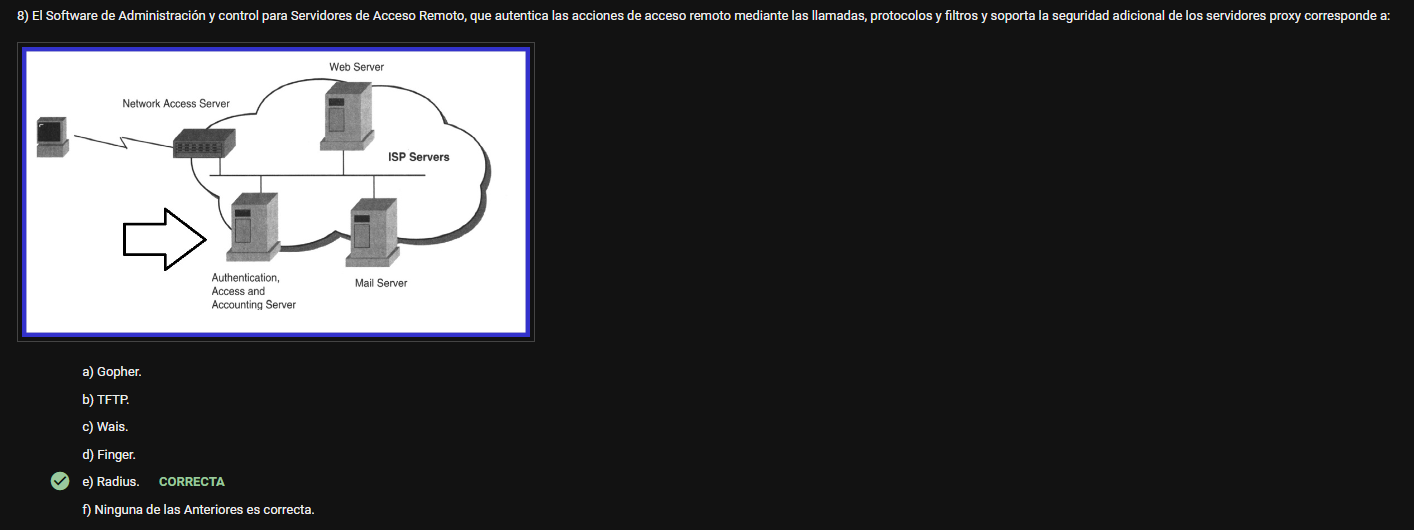 8) El Software de Administración y control para Servidores de Acceso Remoto, que autentica las acciones de acceso remoto mediante las llamadas, protocolos y filtros y soporta la seguridad adicional de los servidores proxy corresponde a:
Web Server
Network Access Server
ISP Servers
Authentication,
Access and
Accounting Server
Mail Server
a) Gopher.
b) TFTP.
c) Wais.
d) Finger.
e) Radius. CORRECTA
f) Ninguna de las Anteriores es correcta.